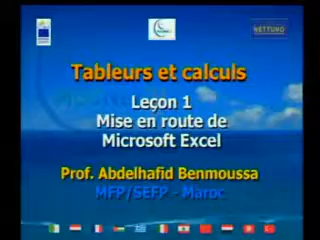 NETTUNO
Tableurs et calculs
Leçon 1
Mise en route de
Microsoft Excel
Prof. Abdelhafid Benmoussa
MFP/SEFP - Maroc